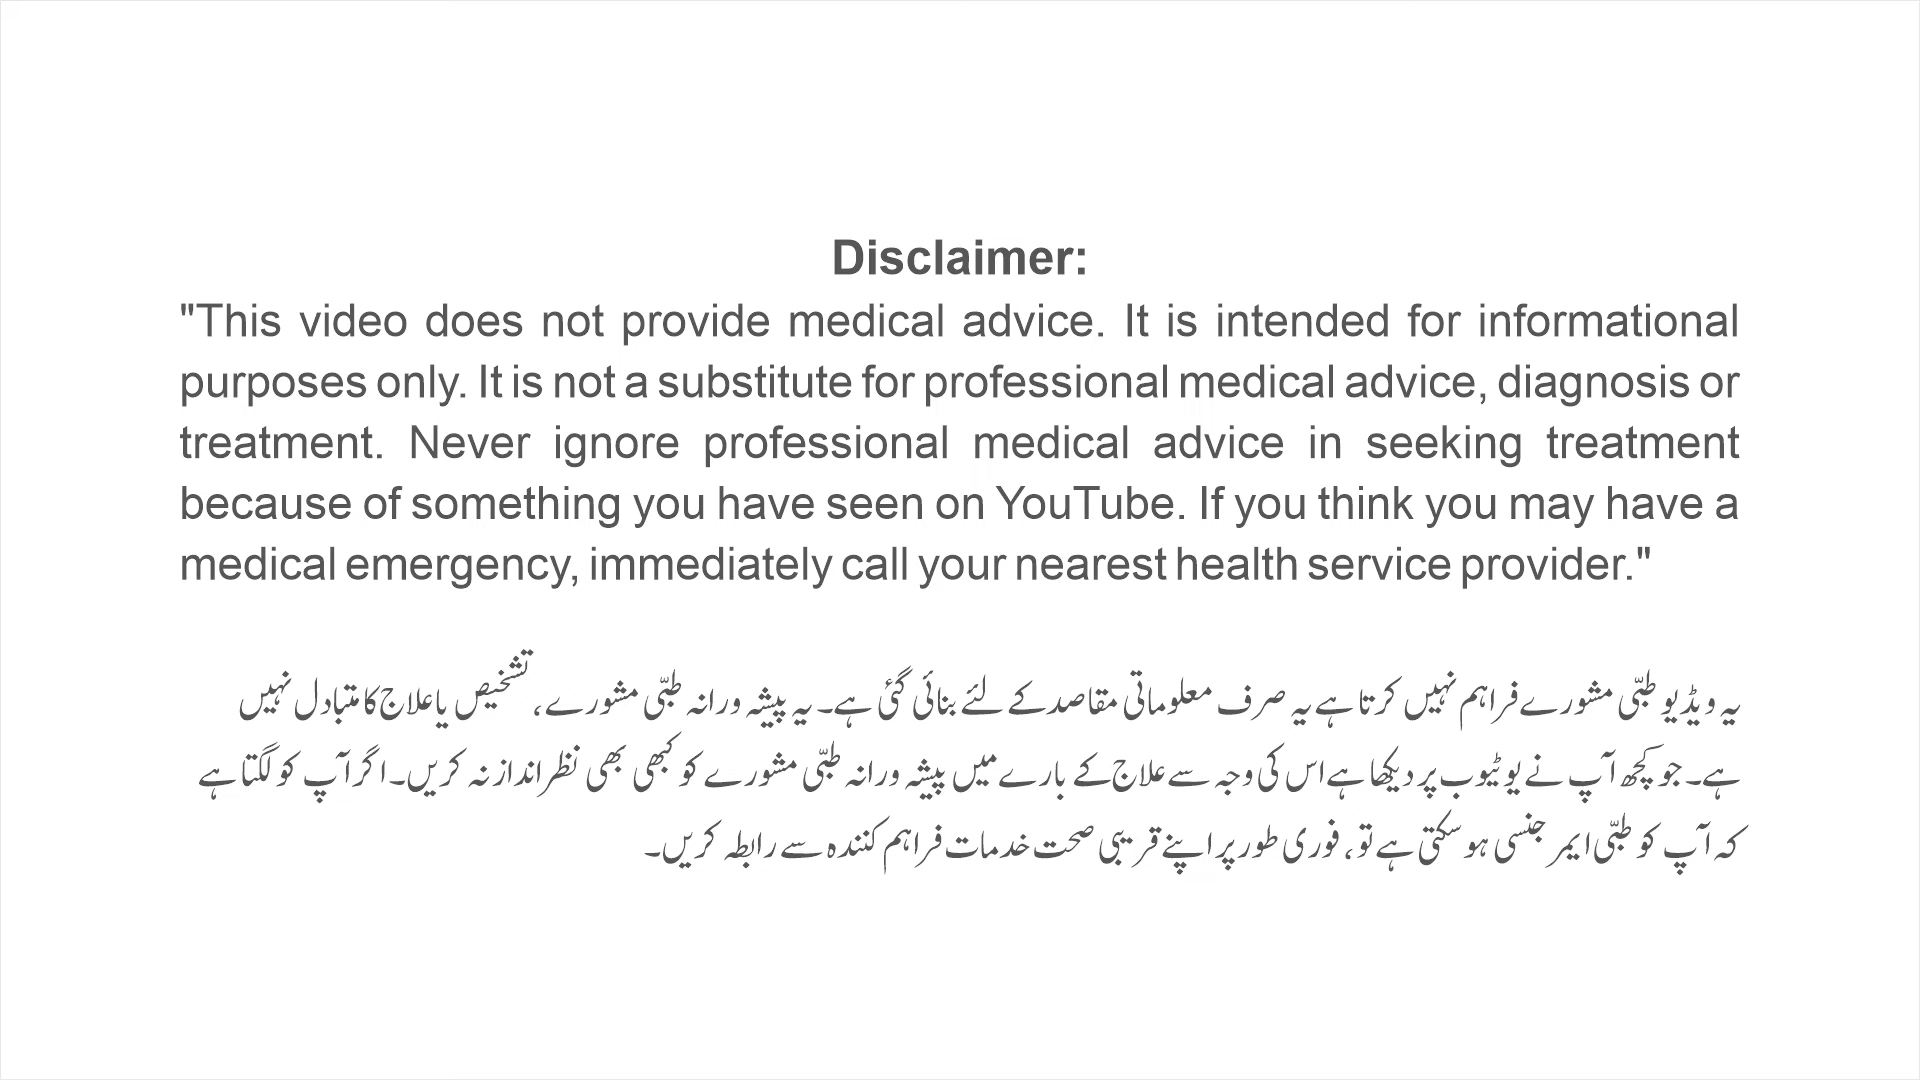 Disclaimer:
"This video does not provide medical advice. It is intended for informational
purposes only. It is not a substitute for professional medical advice, diagnosis or
treatment. Never ignore professional medical advice in seeking treatment
because of something you have seen on YouTube. If you think you may have a
medical emergency, immediately call your nearest health service provider."
یہ ویڈیو طبّی مشورے فراہم نہیں کرتا ہے یہ صرف معلوماتی مقاصد کے لئے بنائی گئی ہے۔ یہ پیشہ ورانہ طبّی مشورے، تشخیص یا علاج کا متبادل نہیں
ہے۔ جو کچھ آپ نے یوٹیوب پر دیکھا ہے اس کی وجہ سے علاج کے بارے میں پیشہ ورانہ طبّی مشورے کو کبھی بھی نظر انداز نہ کریں۔ اگر آپ کو لگتا ہے
کہ آپ کو طبّی ایمر جنسی ہو سکتی ہے تو، فوری طور پر اپنے قریبی صحت خدمات فراہم کنندہ سے رابطہ کریں۔